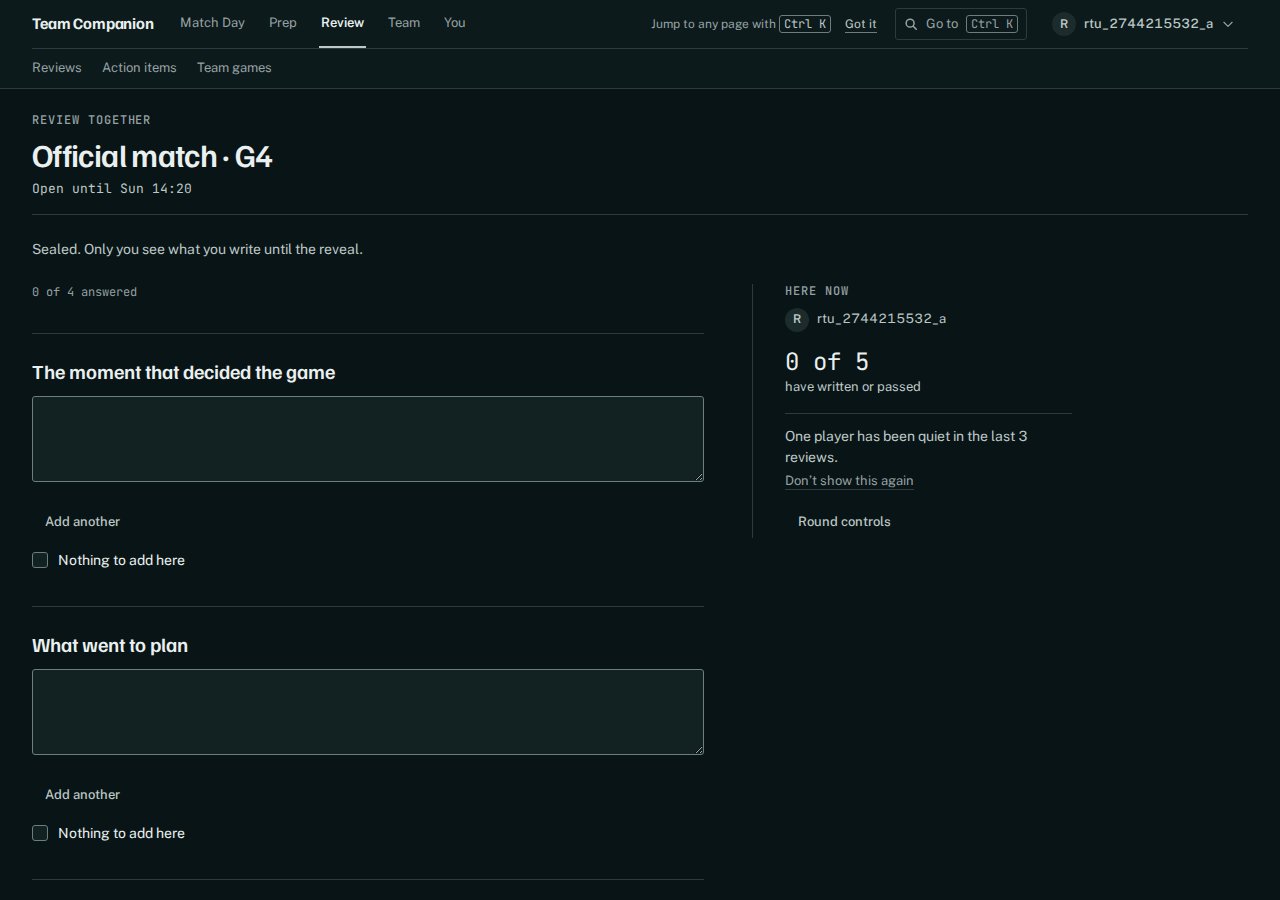 Team Companion Match Day Prep Review Team You Jump to any page with Ctrl K Got it Go to Ctrl K R rtu_2744215532_a
Reviews Action items Team games
REVIEW TOGETHER
Official match · G4
Open until Sun 14:20
Sealed. Only you see what you write until the reveal.
0 of 4 answered
The moment that decided the game
Add another
Nothing to add here
What went to plan
Add another
Nothing to add here
HERE NOW
R rtu_2744215532_a
0 of 5
have written or passed
One player has been quiet in the last 3
reviews.
Don't show this again
Round controls